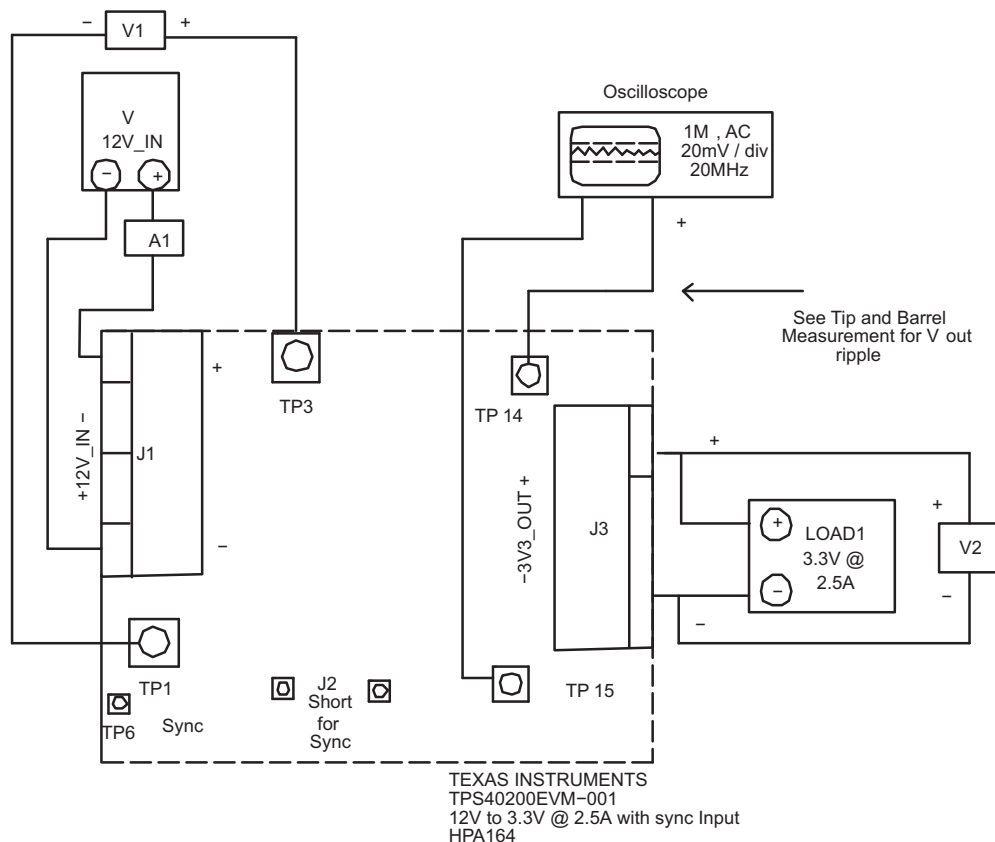 − V1 +
V
12V_IN
− +
A1
Oscilloscope
1M , AC
20mV / div
20MHz
+
See Tip and Barrel
Measurement for V out
ripple
+
TP3
TP 14
J1
+12V_IN −
−
−3V3_OUT +
J3
+
+
LOAD1
3.3V @
2.5A
−
+
V2
−
−
TP1
TP6
Sync
J2
Short
for
Sync
TP 15
TEXAS INSTRUMENTS
TPS40200EVM−001
12V to 3.3V @ 2.5A with sync Input
HPA164